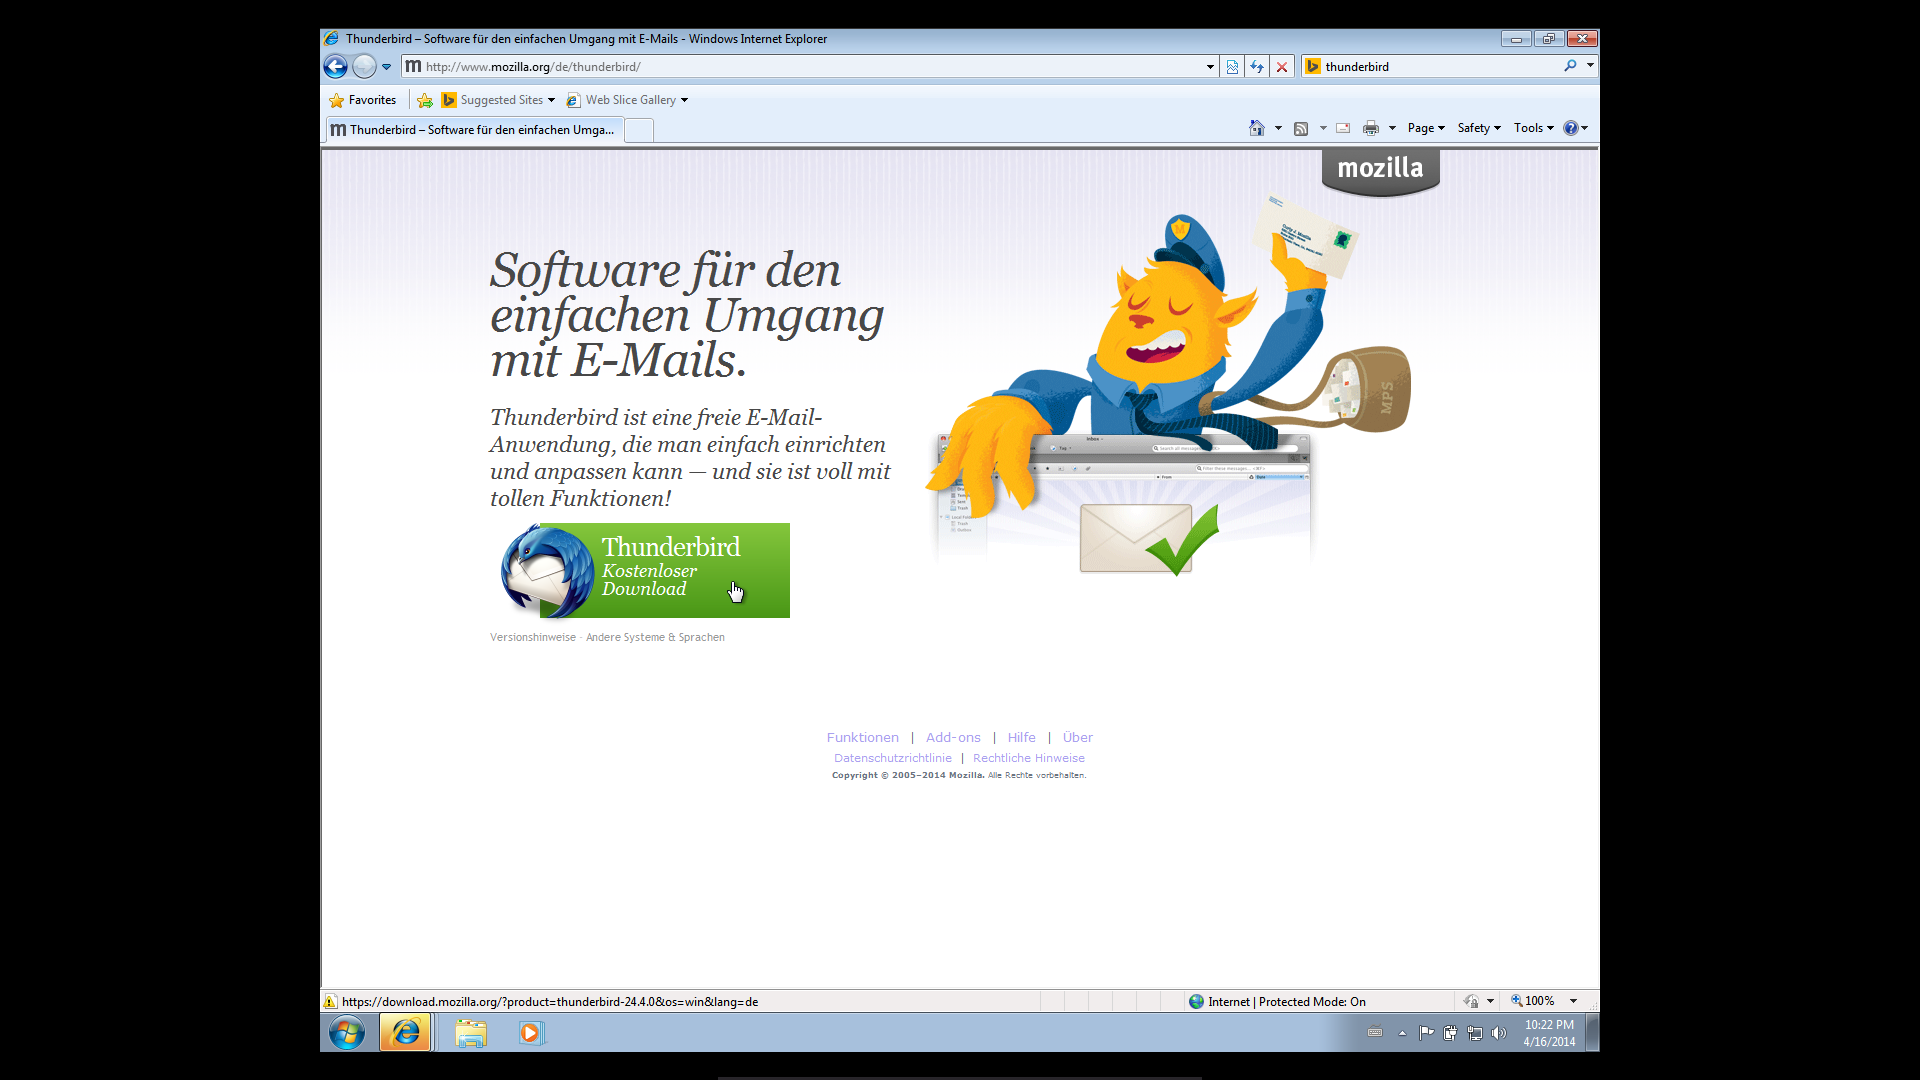 Thunderbird – Software für den einfachen Umgang mit E-Mails - Windows Internet Explorer
http://www.mozilla.org/de/thunderbird/
thunderbird
Favorites
Suggested Sites
Web Slice Gallery
Thunderbird – Software für den einfachen Umga...
Page
Safety
Tools
mozilla
Software für den
einfachen Umgang
mit E-Mails.
Thunderbird ist eine freie E-Mail-
Anwendung, die man einfach einrichten
und anpassen kann — und sie ist voll mit
tollen Funktionen!
MPS
Inbox
Thunderbird
Kostenloser
Download
Versionshinweise - Andere Systeme & Sprachen
Funktionen | Add-ons | Hilfe | Über
Datenschutzrichtlinie | Rechtliche Hinweise
Copyright © 2005–2014 Mozilla. Alle Rechte vorbehalten.
https://download.mozilla.org/?product=thunderbird-24.4.0&os=win&lang=de
Internet | Protected Mode: On
100%
10:22 PM
4/16/2014